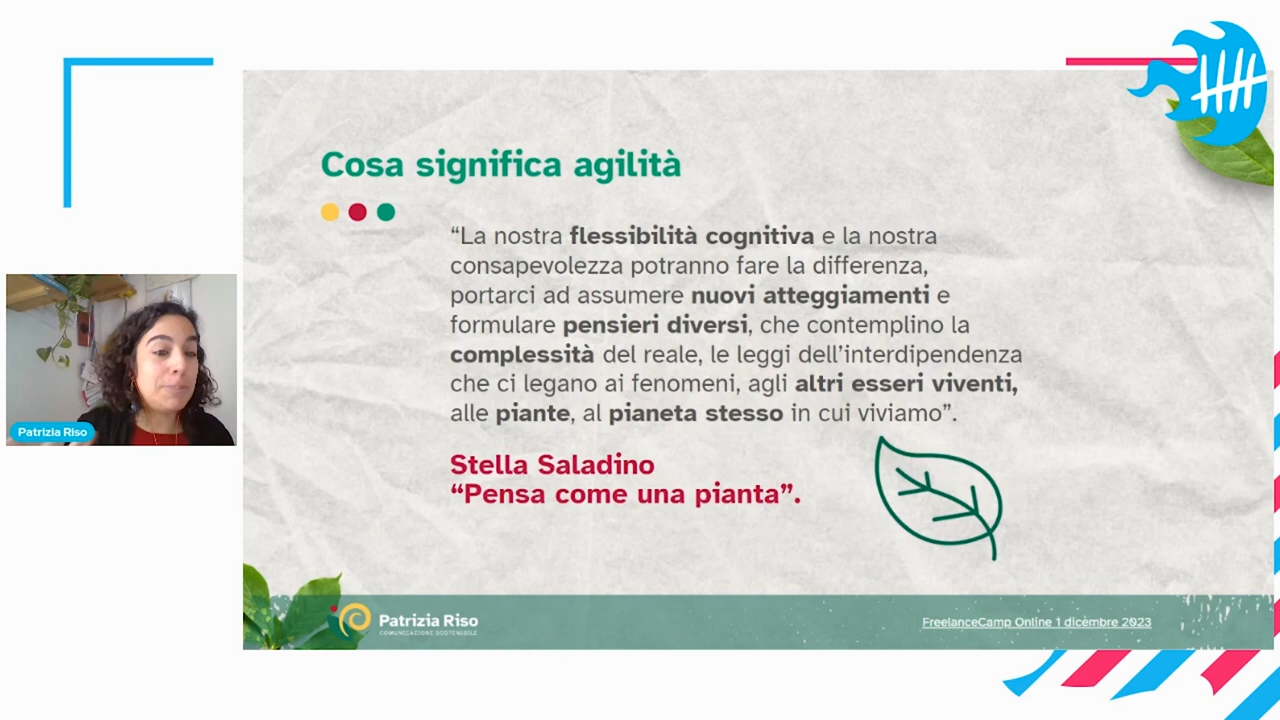 Cosa significa agilità
“La nostra flessibilità cognitiva e la nostra
consapevolezza potranno fare la differenza,
portarci ad assumere nuovi atteggiamenti e
formulare pensieri diversi, che contemplino la
complessità del reale, le leggi dell’interdipendenza
che ci legano ai fenomeni, agli altri esseri viventi,
alle piante, al pianeta stesso in cui viviamo”.
Stella Saladino
“Pensa come una pianta”.
Patrizia Riso
Patrizia Riso
COMUNICAZIONE SOSTENIBILE
FreelanceCamp Online 1 dicembre 2023